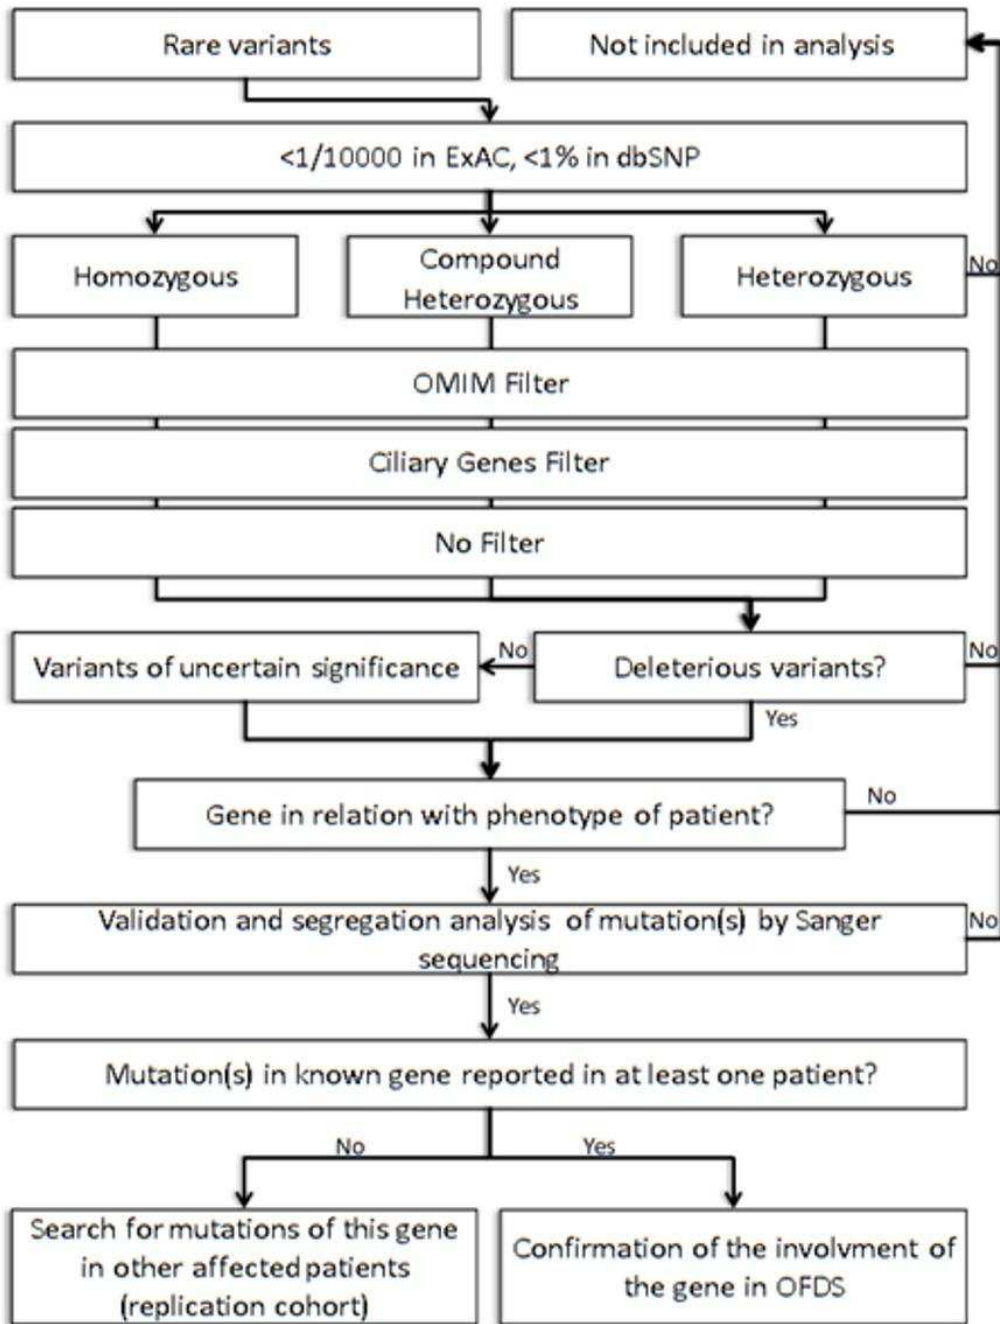 Rare variants
Not included in analysis
<1/10000 in ExAC, <1% in dbSNP
Homozygous
Compound
Heterozygous
Heterozygous
No
OMIM Filter
Ciliary Genes Filter
No Filter
Variants of uncertain significance
No
Deleterious variants?
No
Yes
Gene in relation with phenotype of patient?
No
Yes
Validation and segregation analysis of mutation(s) by Sanger
sequencing
No
Yes
Mutation(s) in known gene reported in at least one patient?
No
Yes
Search for mutations of this gene
in other affected patients
(replication cohort)
Confirmation of the involvment of
the gene in OFDS